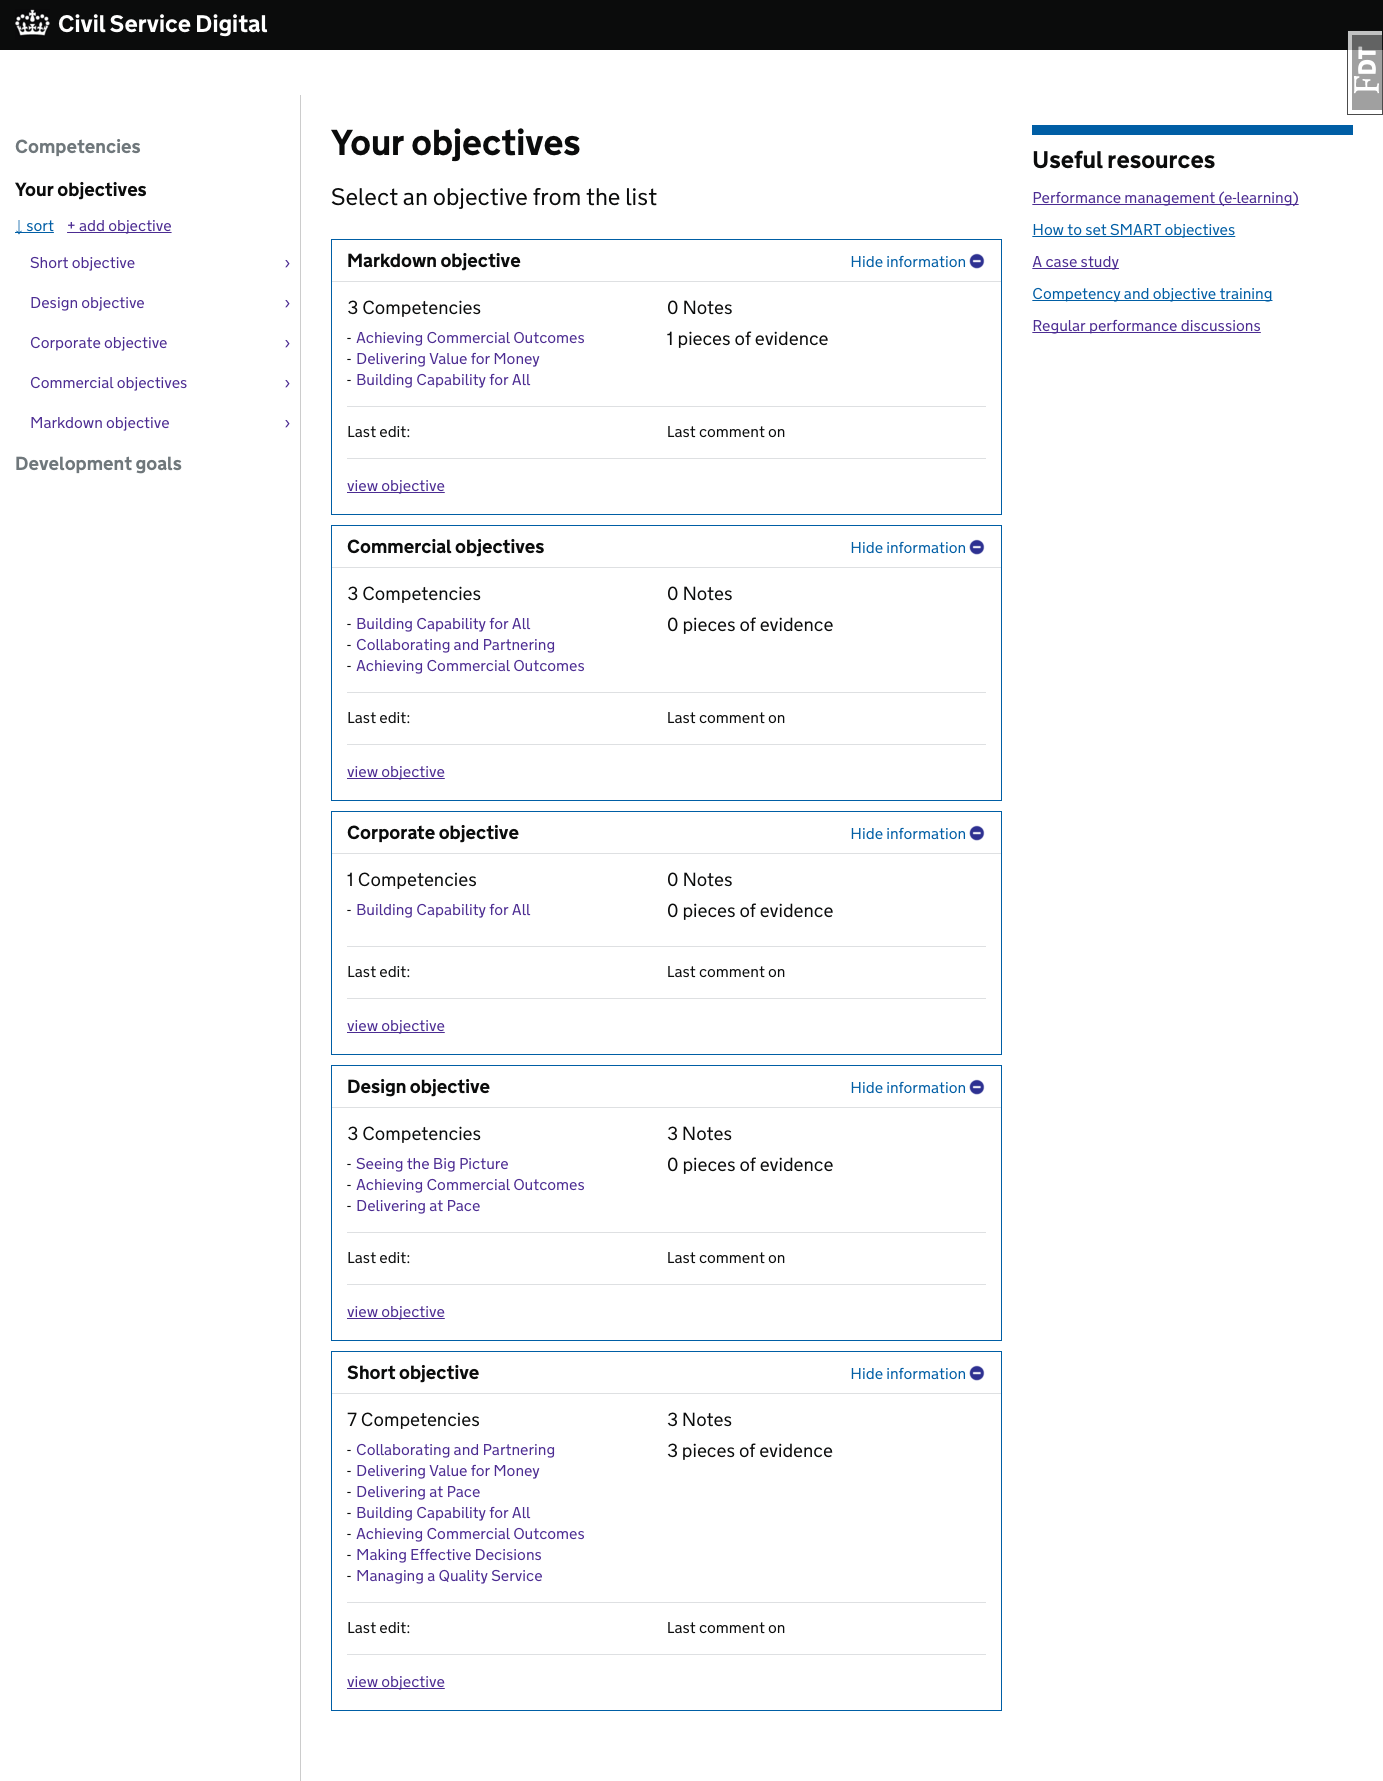 Civil Service Digital
FDT
Competencies
Your objectives
↓ sort + add objective
Short objective ›
Design objective ›
Corporate objective ›
Commercial objectives ›
Markdown objective ›
Development goals
Your objectives
Select an objective from the list
Markdown objective Hide information
3 Competencies
- Achieving Commercial Outcomes
- Delivering Value for Money
- Building Capability for All
0 Notes
1 pieces of evidence
Last edit: Last comment on
view objective
Commercial objectives Hide information
3 Competencies
- Building Capability for All
- Collaborating and Partnering
- Achieving Commercial Outcomes
0 Notes
0 pieces of evidence
Last edit: Last comment on
view objective
Corporate objective Hide information
1 Competencies
- Building Capability for All
0 Notes
0 pieces of evidence
Last edit: Last comment on
view objective
Design objective Hide information
3 Competencies
- Seeing the Big Picture
- Achieving Commercial Outcomes
- Delivering at Pace
3 Notes
0 pieces of evidence
Last edit: Last comment on
view objective
Short objective Hide information
7 Competencies
- Collaborating and Partnering
- Delivering Value for Money
- Delivering at Pace
- Building Capability for All
- Achieving Commercial Outcomes
- Making Effective Decisions
- Managing a Quality Service
3 Notes
3 pieces of evidence
Last edit: Last comment on
view objective
Useful resources
Performance management (e-learning)
How to set SMART objectives
A case study
Competency and objective training
Regular performance discussions